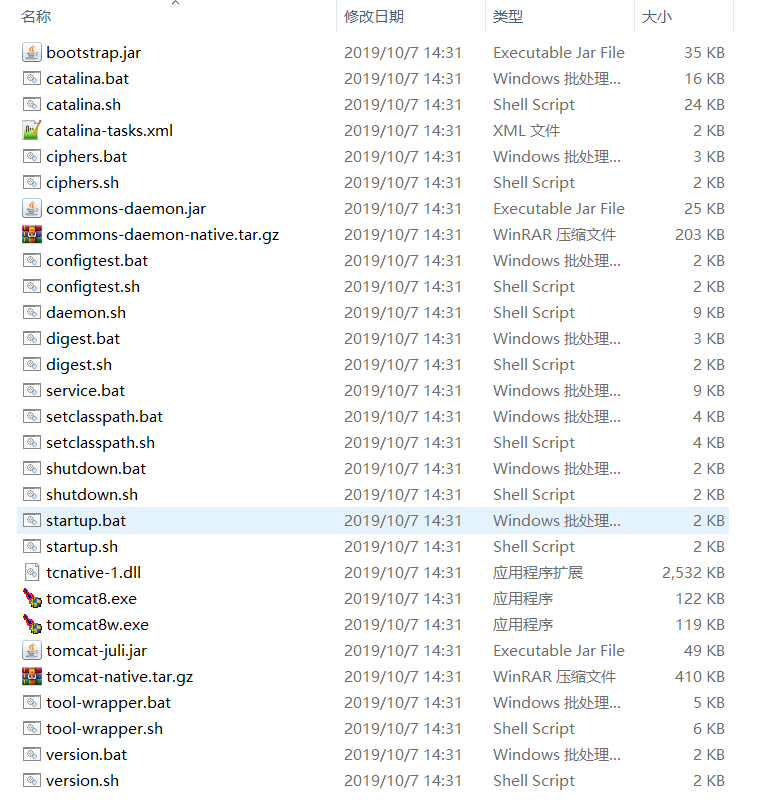 名称 修改日期 类型 大小
bootstrap.jar 2019/10/7 14:31 Executable Jar File 35 KB
catalina.bat 2019/10/7 14:31 Windows 批处理... 16 KB
catalina.sh 2019/10/7 14:31 Shell Script 24 KB
catalina-tasks.xml 2019/10/7 14:31 XML 文件 2 KB
ciphers.bat 2019/10/7 14:31 Windows 批处理... 3 KB
ciphers.sh 2019/10/7 14:31 Shell Script 2 KB
commons-daemon.jar 2019/10/7 14:31 Executable Jar File 25 KB
commons-daemon-native.tar.gz 2019/10/7 14:31 WinRAR 压缩文件 203 KB
configtest.bat 2019/10/7 14:31 Windows 批处理... 2 KB
configtest.sh 2019/10/7 14:31 Shell Script 2 KB
daemon.sh 2019/10/7 14:31 Shell Script 9 KB
digest.bat 2019/10/7 14:31 Windows 批处理... 3 KB
digest.sh 2019/10/7 14:31 Shell Script 2 KB
service.bat 2019/10/7 14:31 Windows 批处理... 9 KB
setclasspath.bat 2019/10/7 14:31 Windows 批处理... 4 KB
setclasspath.sh 2019/10/7 14:31 Shell Script 4 KB
shutdown.bat 2019/10/7 14:31 Windows 批处理... 2 KB
shutdown.sh 2019/10/7 14:31 Shell Script 2 KB
startup.bat 2019/10/7 14:31 Windows 批处理... 2 KB
startup.sh 2019/10/7 14:31 Shell Script 2 KB
tcnative-1.dll 2019/10/7 14:31 应用程序扩展 2,532 KB
tomcat8.exe 2019/10/7 14:31 应用程序 122 KB
tomcat8w.exe 2019/10/7 14:31 应用程序 119 KB
tomcat-juli.jar 2019/10/7 14:31 Executable Jar File 49 KB
tomcat-native.tar.gz 2019/10/7 14:31 WinRAR 压缩文件 410 KB
tool-wrapper.bat 2019/10/7 14:31 Windows 批处理... 5 KB
tool-wrapper.sh 2019/10/7 14:31 Shell Script 6 KB
version.bat 2019/10/7 14:31 Windows 批处理... 2 KB
version.sh 2019/10/7 14:31 Shell Script 2 KB